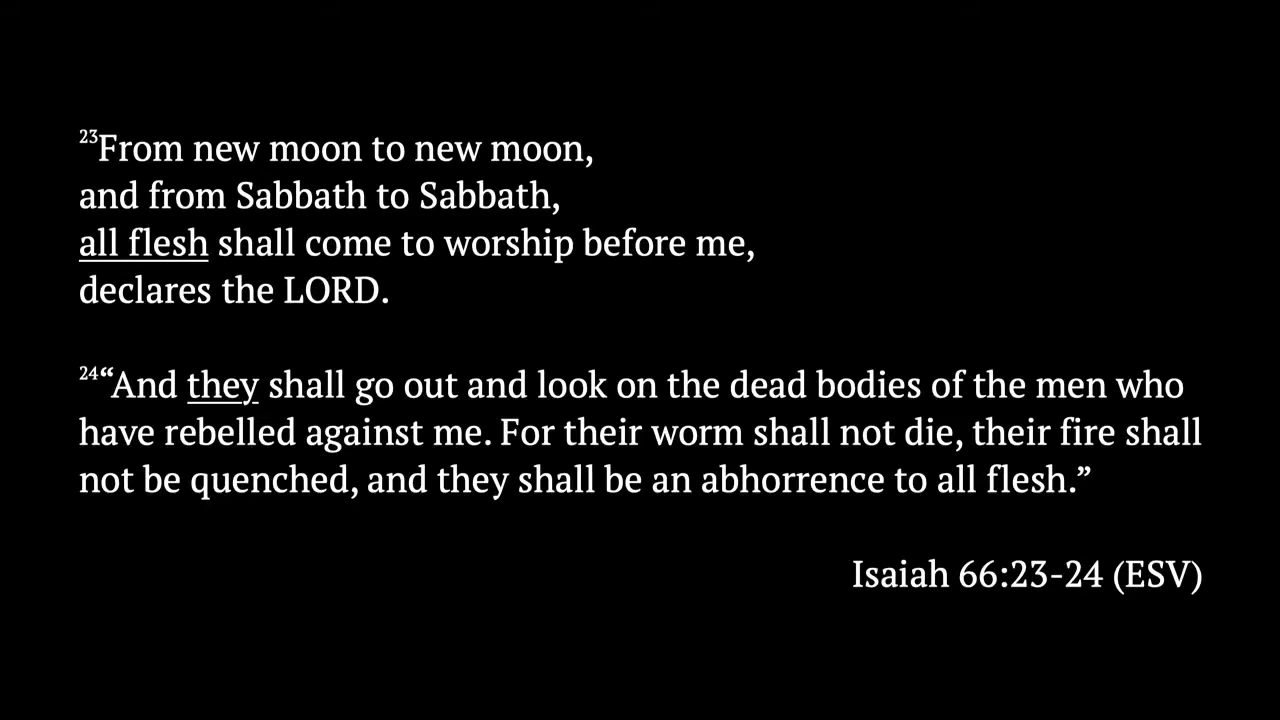 23From new moon to new moon,
and from Sabbath to Sabbath,
all flesh shall come to worship before me,
declares the LORD.
24“And they shall go out and look on the dead bodies of the men who
have rebelled against me. For their worm shall not die, their fire shall
not be quenched, and they shall be an abhorrence to all flesh.”
Isaiah 66:23-24 (ESV)